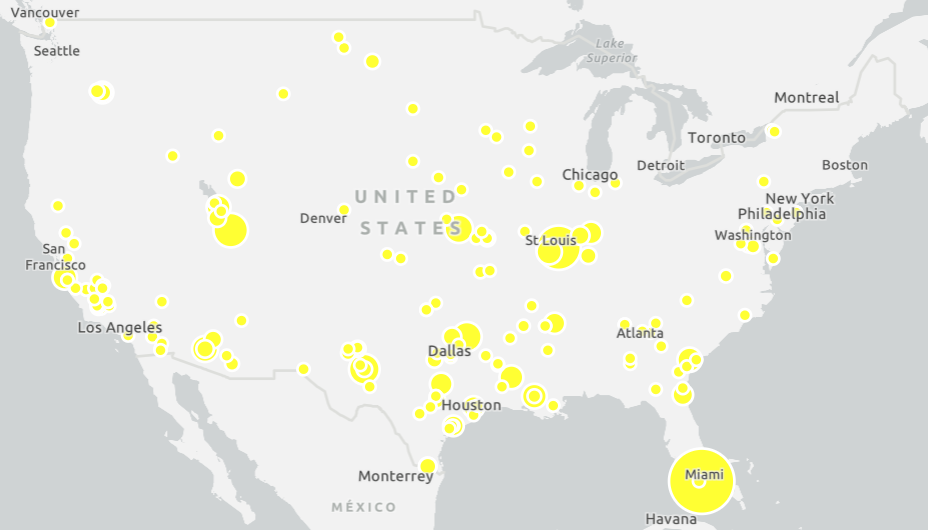 Vancouver
Seattle
Lake
Superior
Montreal
Toronto
Detroit
Boston
Chicago
UNITED
STATES
New York
Philadelphia
Denver
Washington
St Louis
San
Francisco
Los Angeles
Atlanta
Dallas
Houston
Monterrey
Miami
MÉXICO
Havana